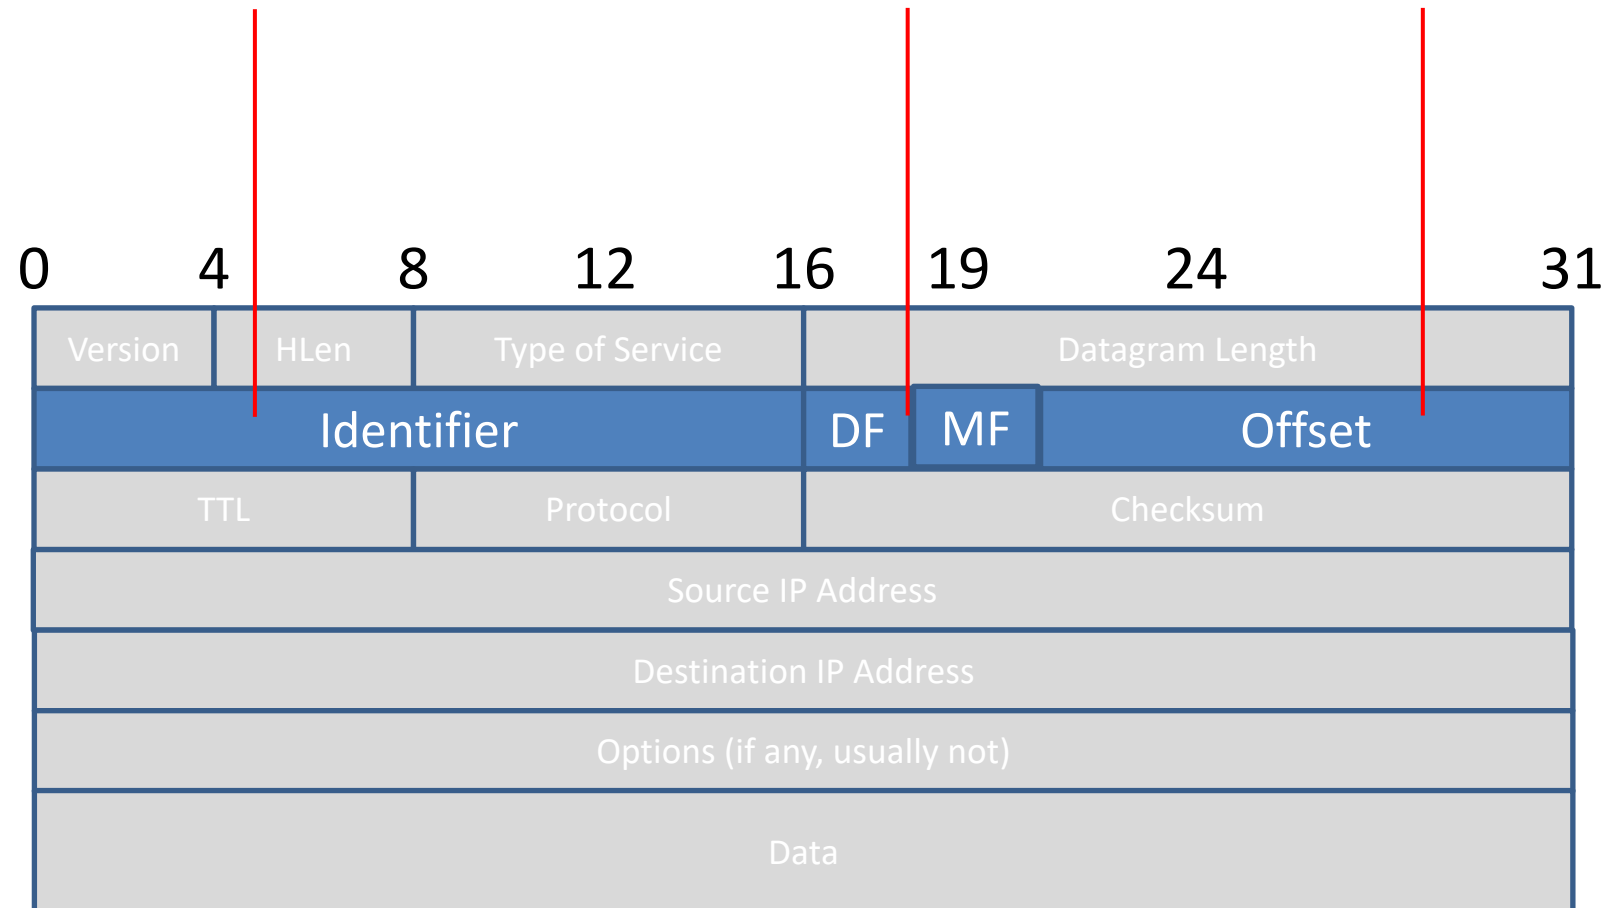 0 4 8 12 16 19 24 31
Version HLen Type of Service Datagram Length
Identifier DF MF Offset
TTL Protocol Checksum
Source IP Address
Destination IP Address
Options (if any, usually not)
Data